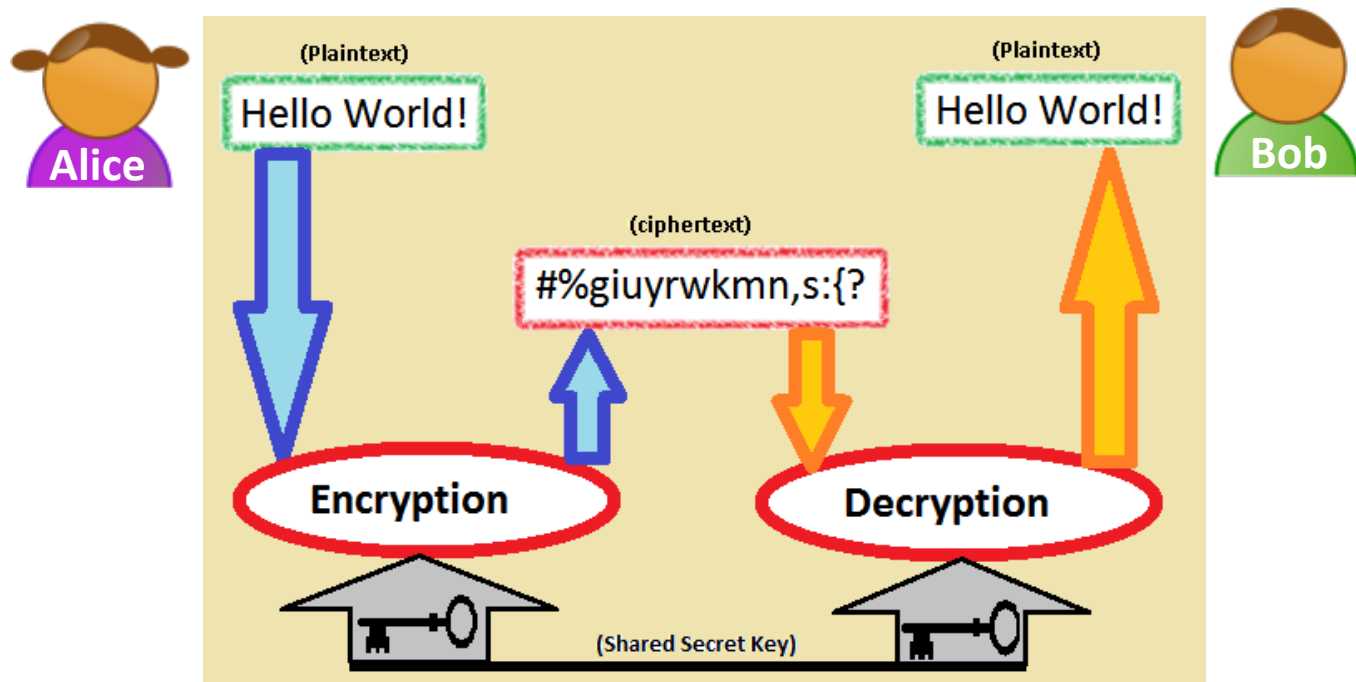 (Plaintext)
(Plaintext)
Hello World!
Hello World!
Alice
Bob
(ciphertext)
#%giuyrwkmn,s:{?
Encryption
Decryption
(Shared Secret Key)